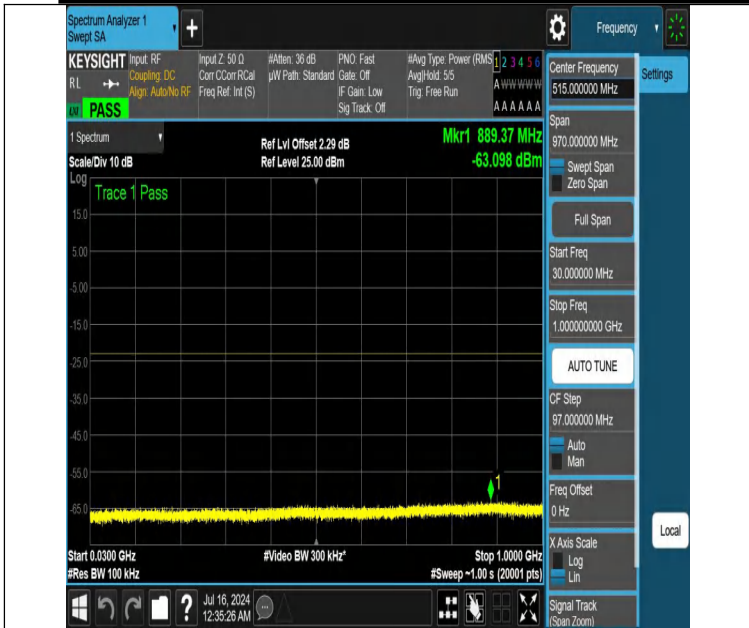 Spectrum Analyzer 1
Swept SA
Frequency
KEYSIGHT
RL
PASS
Input: RF
Coupling: DC
Align: Auto/No RF
Input Z: 50 Ω
Corr CCorr RCal
Freq Ref: Int (S)
#Atten: 36 dB
µW Path: Standard
PNO: Fast
Gate: Off
IF Gain: Low
Sig Track: Off
#Avg Type: Power (RMS
Avg|Hold: 5/5
Trig: Free Run
1 2 3 4 5 6
A W W W W W
A A A A A A
1 Spectrum
Scale/Div 10 dB
Ref Lvl Offset 2.29 dB
Ref Level 25.00 dBm
Mkr1 889.37 MHz
-63.098 dBm
Log
Trace 1 Pass
15.0
5.00
-5.00
-15.0
-25.0
-35.0
-45.0
-55.0
-65.0
1
Start 0.0300 GHz
#Res BW 100 kHz
#Video BW 300 kHz*
Stop 1.0000 GHz
#Sweep ~1.00 s (20001 pts)
Jul 16, 2024
12:35:26 AM
Center Frequency
515.000000 MHz
Settings
Span
970.000000 MHz
Swept Span
Zero Span
Full Span
Start Freq
30.000000 MHz
Stop Freq
1.000000000 GHz
AUTO TUNE
CF Step
97.000000 MHz
Auto
Man
Freq Offset
0 Hz
X Axis Scale
Log
Lin
Signal Track
(Span Zoom)
Local